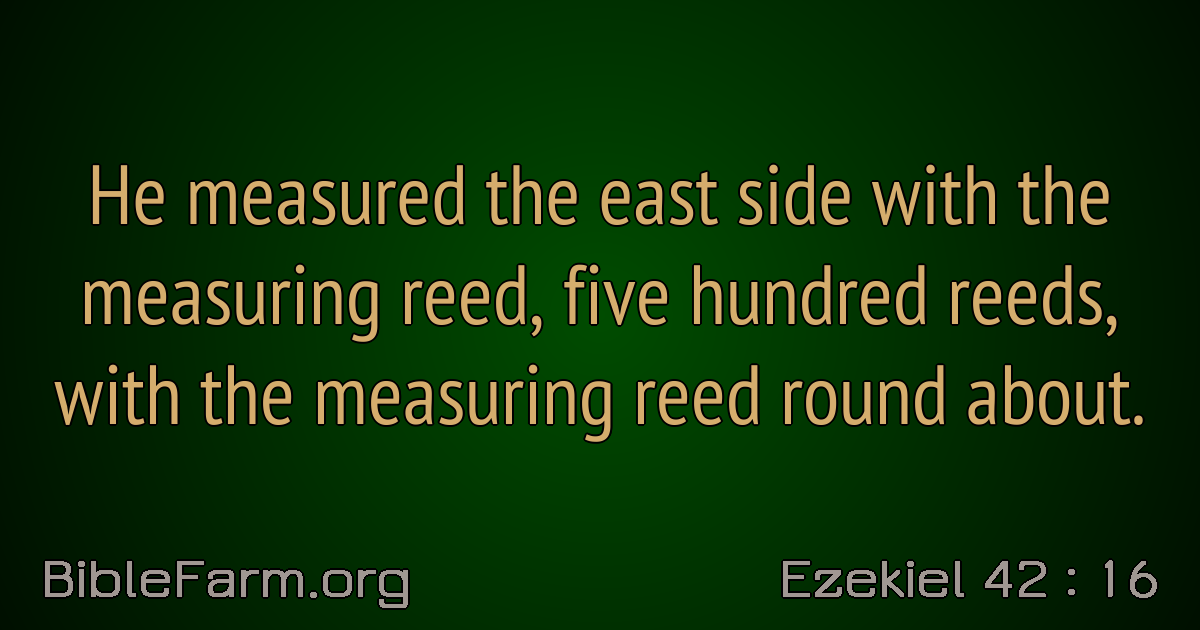 He measured the east side with the
measuring reed, five hundred reeds,
with the measuring reed round about.
BibleFarm.org
Ezekiel 42 : 16